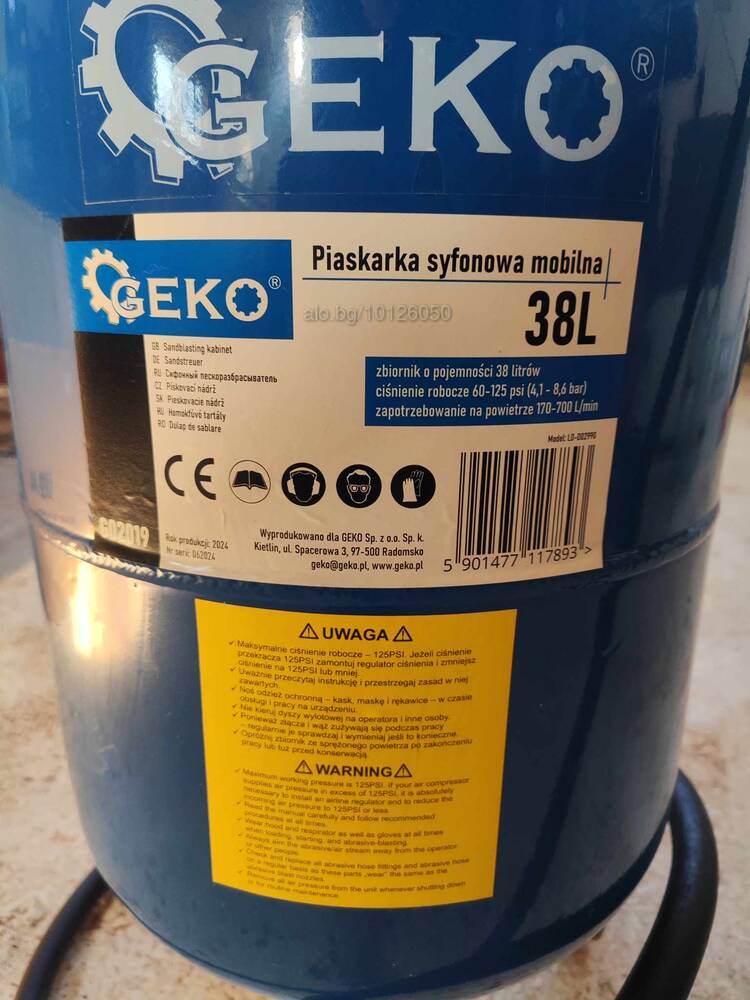 GEKO®
GEKO®
Piaskarka syfonowa mobilna
alo.bg/10126050
38L
GB Sandblasting kabinet
DE Sandstreuer
RU Сифонный пескоразбрасыватель
CZ Pískovací nádrž
SK Pieskovacie nádrž
HU Homokfúvó tartály
RO Dulap de sablare
zbiornik o pojemności 38 litrów
ciśnienie robocze 60-125 psi (4,1 - 8,6 bar)
zapotrzebowanie na powietrze 170-700 L/min
Model: LD-002990
CE
G02019
Rok produkcji: 2024
Nr serii: 062024
Wyprodukowano dla GEKO Sp. z o.o. Sp. k.
Kietlin, ul. Spacerowa 3, 97-500 Radomsko
geko@geko.pl, www.geko.pl
5 901477 117893 >
UWAGA
✓ Maksymalne ciśnienie robocze – 125PSI. Jeżeli ciśnienie
przekracza 125PSI zamontuj regulator ciśnienia i zmniejsz
ciśnienie na 125PSI lub mniej.
✓ Uważnie przeczytaj instrukcję i przestrzegaj zasad w niej
zawartych.
✓ Noś odzież ochronną – kask, maskę i rękawice – w czasie
obsługi i pracy na urządzeniu.
✓ Nie kieruj dyszy wylotowej na operatora i inne osoby.
✓ Ponieważ złącza i wąż zużywają się podczas pracy
– regularnie je sprawdzaj i wymieniaj jeśli to konieczne.
✓ Opróżnij zbiornik ze sprężonego powietrza po zakończeniu
pracy lub tuż przed konserwacją.
WARNING
✓ Maximum working pressure is 125PSI. If your air compressor
supplies air pressure in excess of 125PSI, it is absolutely
necessary to install an airline regulator and to reduce the
incoming air pressure to 125PSI or less.
✓ Read the manual carefully and follow recommended
procedures at all times.
✓ Wear hood and respirator as well as gloves at all times
when loading, starting, and abrasive-blasting.
✓ Always aim the abrasive/air stream away from the operator
or other people.
✓ Check and replace all abrasive hose fittings and abrasive hose
on a regular basis as these parts „wear" the same as the
abrasive blast nozzles.
✓ Remove all air pressure from the unit whenever shutting down
or for routine maintenance.